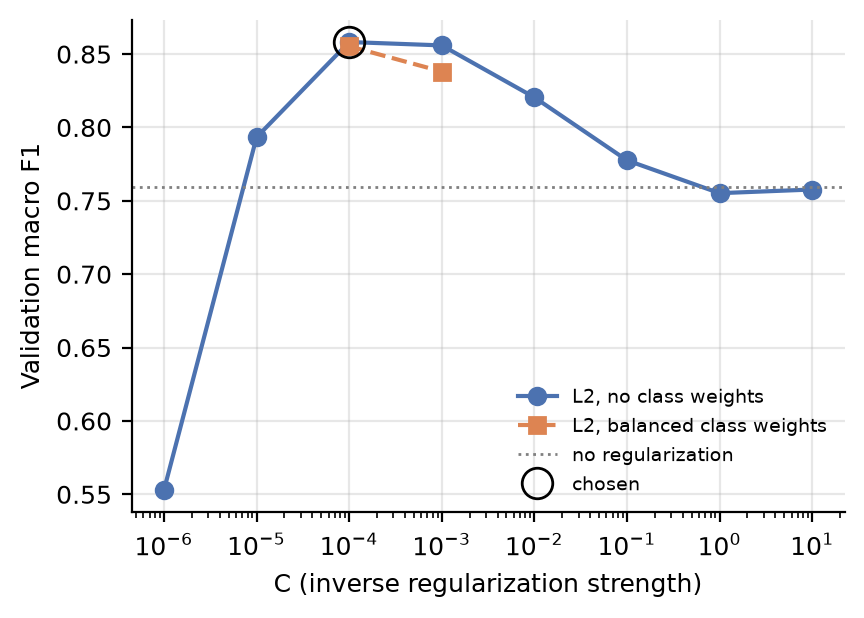 0.85
0.80
0.75
0.70
0.65
0.60
0.55
Validation macro F1
L2, no class weights
L2, balanced class weights
no regularization
chosen
10⁻⁶ 10⁻⁵ 10⁻⁴ 10⁻³ 10⁻² 10⁻¹ 10⁰ 10¹
C (inverse regularization strength)